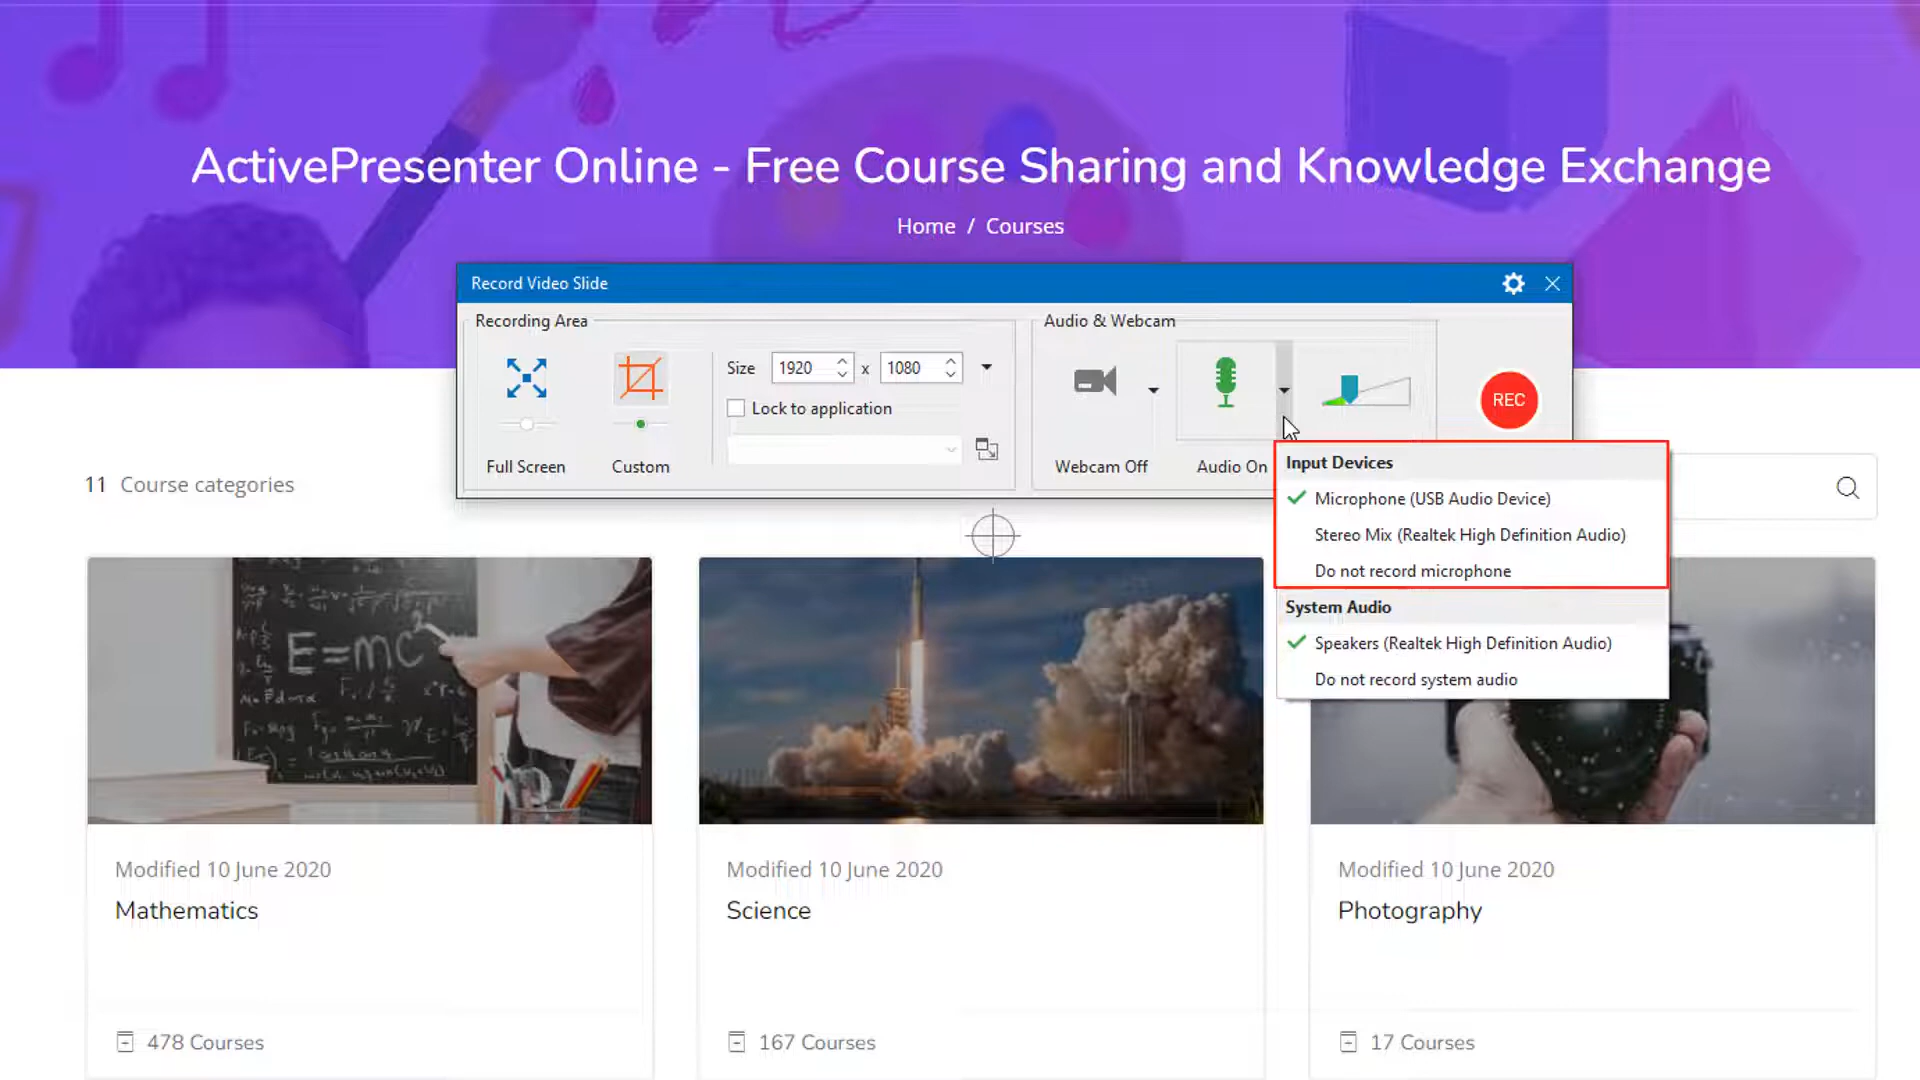 ActivePresenter Online - Free Course Sharing and Knowledge Exchange
Home / Courses
Record Video Slide
Recording Area
Audio & Webcam
Size 1920 x 1080
Lock to application
REC
Full Screen
Custom
Webcam Off
Audio On
Input Devices
Microphone (USB Audio Device)
Stereo Mix (Realtek High Definition Audio)
Do not record microphone
System Audio
Speakers (Realtek High Definition Audio)
Do not record system audio
11 Course categories
E=mc²
Modified 10 June 2020
Mathematics
478 Courses
Modified 10 June 2020
Science
167 Courses
Modified 10 June 2020
Photography
17 Courses